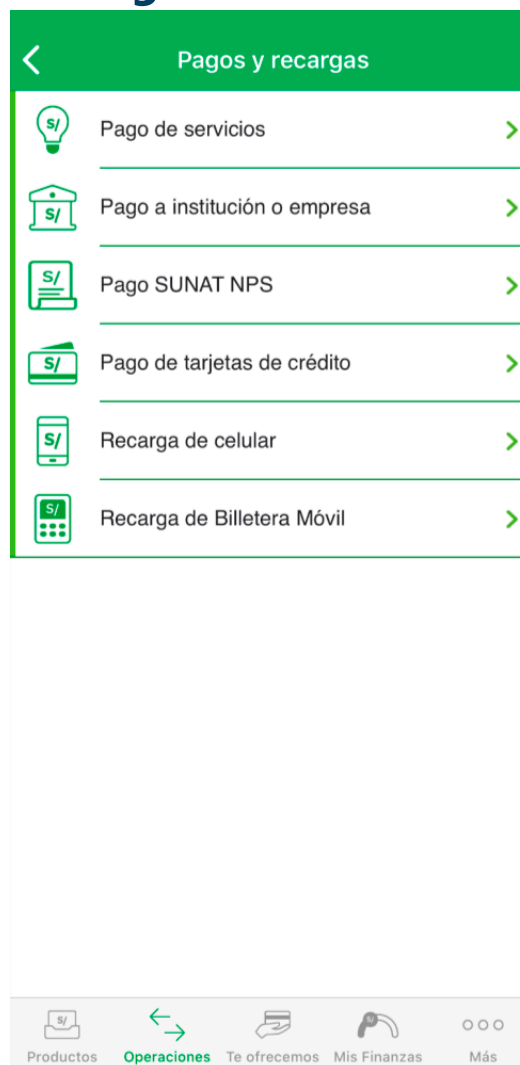 Pagos y recargas
S/
Pago de servicios
S/
Pago a institución o empresa
S/
Pago SUNAT NPS
S/
Pago de tarjetas de crédito
S/
Recarga de celular
S/
Recarga de Billetera Móvil
S/
S/
Productos Operaciones Te ofrecemos Mis Finanzas Más